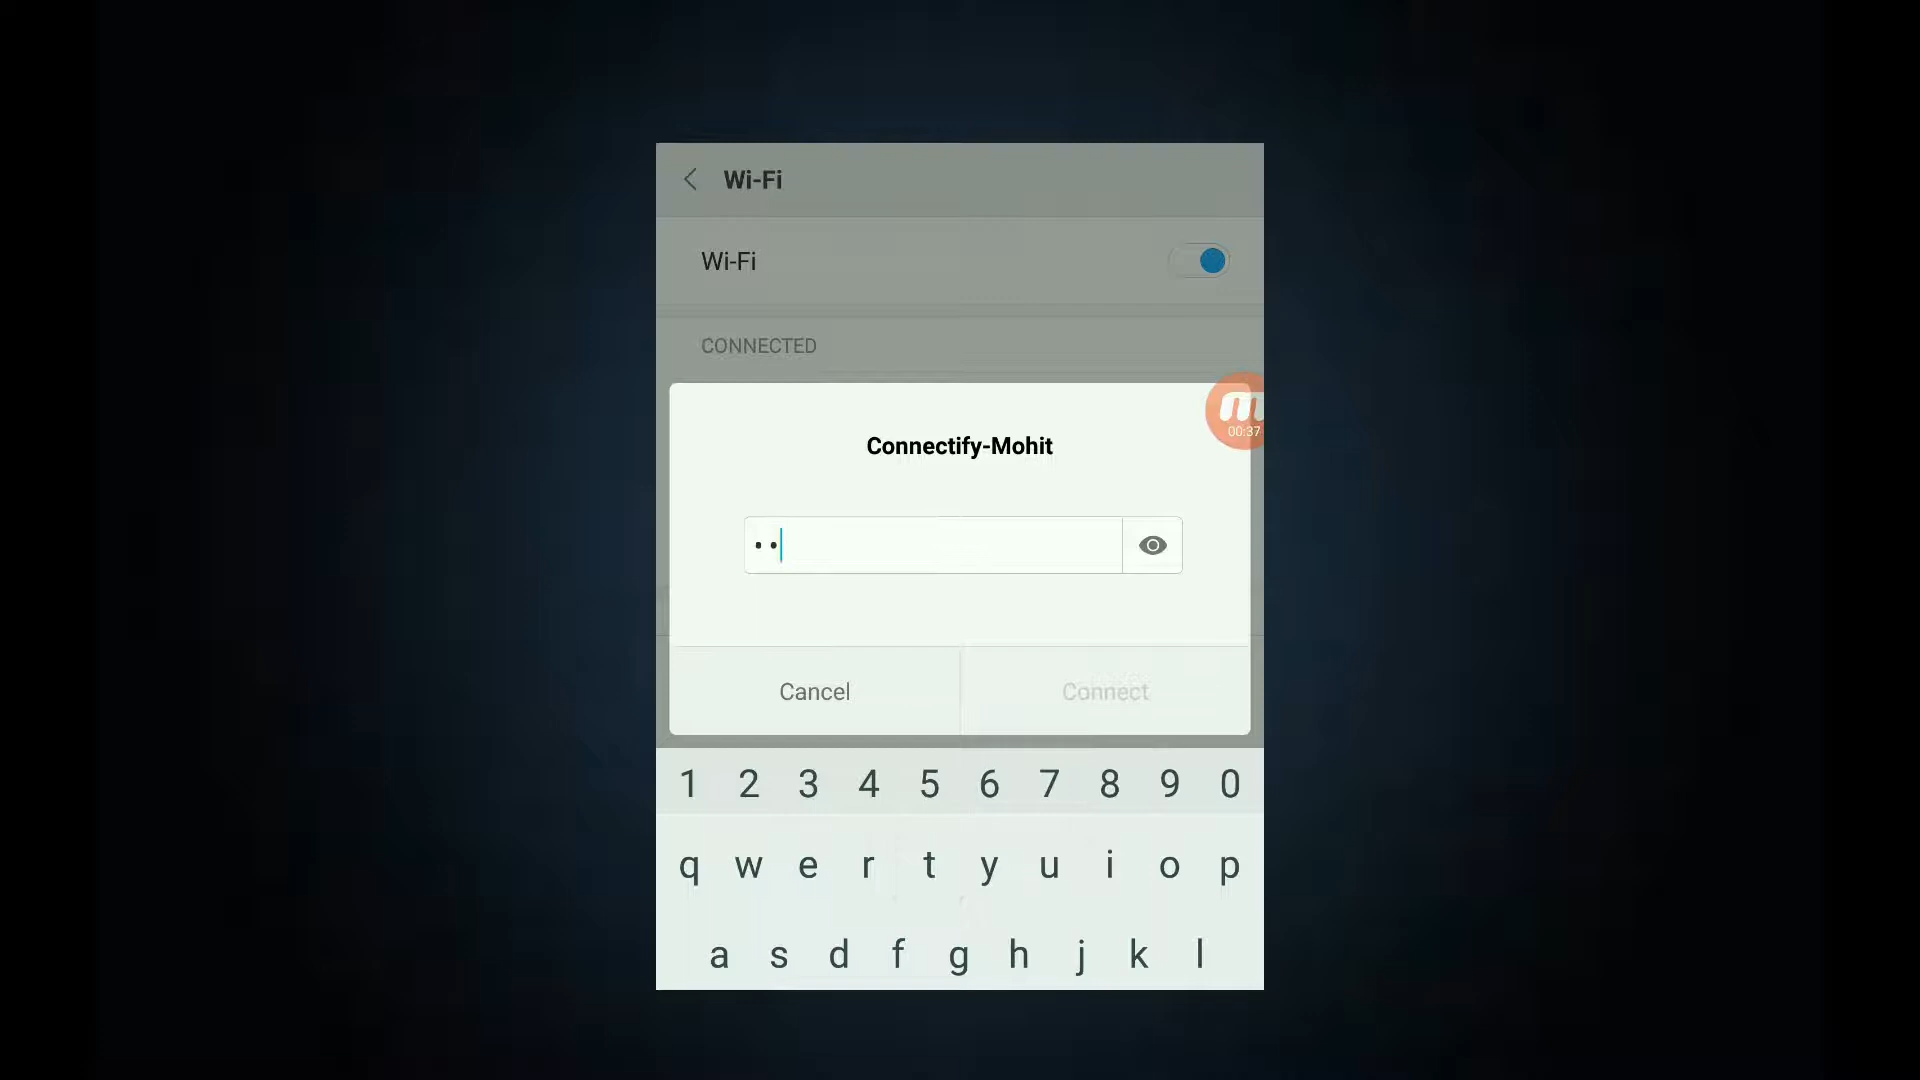 Wi-Fi
Wi-Fi
CONNECTED
m
00:37
Connectify-Mohit
Cancel
Connect
1 2 3 4 5 6 7 8 9 0
q w e r t y u i o p
a s d f g h j k l